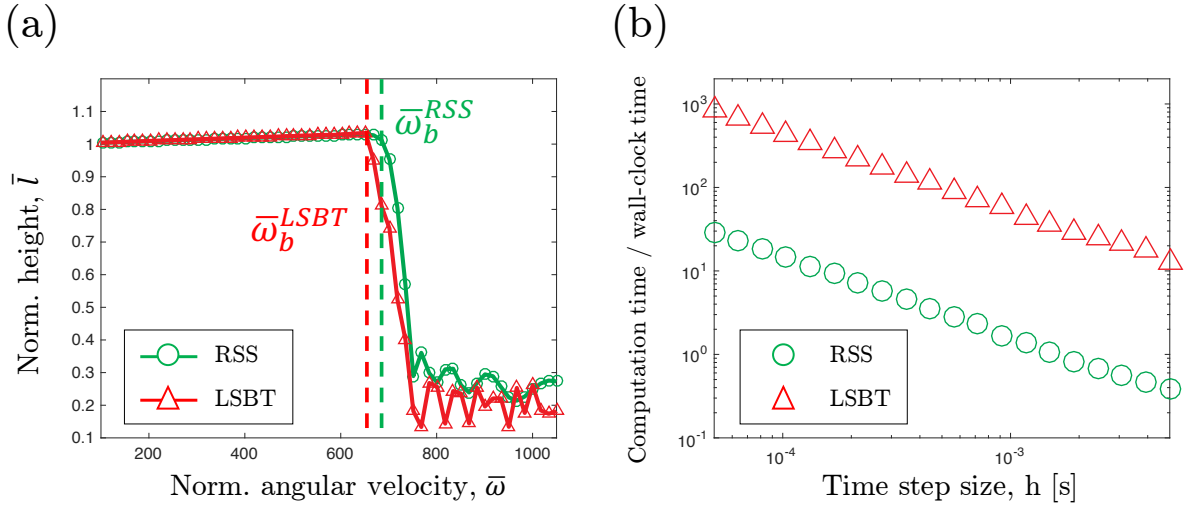 (a)
1.1
1
0.9
0.8
0.7
0.6
0.5
0.4
0.3
0.2
0.1
Norm. height, l̅
ω̅_b^{RSS}
ω̅_b^{LSBT}
RSS
LSBT
200
400
600
800
1000
Norm. angular velocity, ω̅
(b)
10^3
10^2
10^1
10^0
10^{-1}
Computation time / wall-clock time
RSS
LSBT
10^{-4}
10^{-3}
Time step size, h [s]